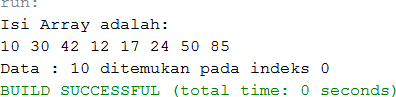 run:
Isi Array adalah:
10 30 42 12 17 24 50 85
Data : 10 ditemukan pada indeks 0
BUILD SUCCESSFUL (total time: 0 seconds)